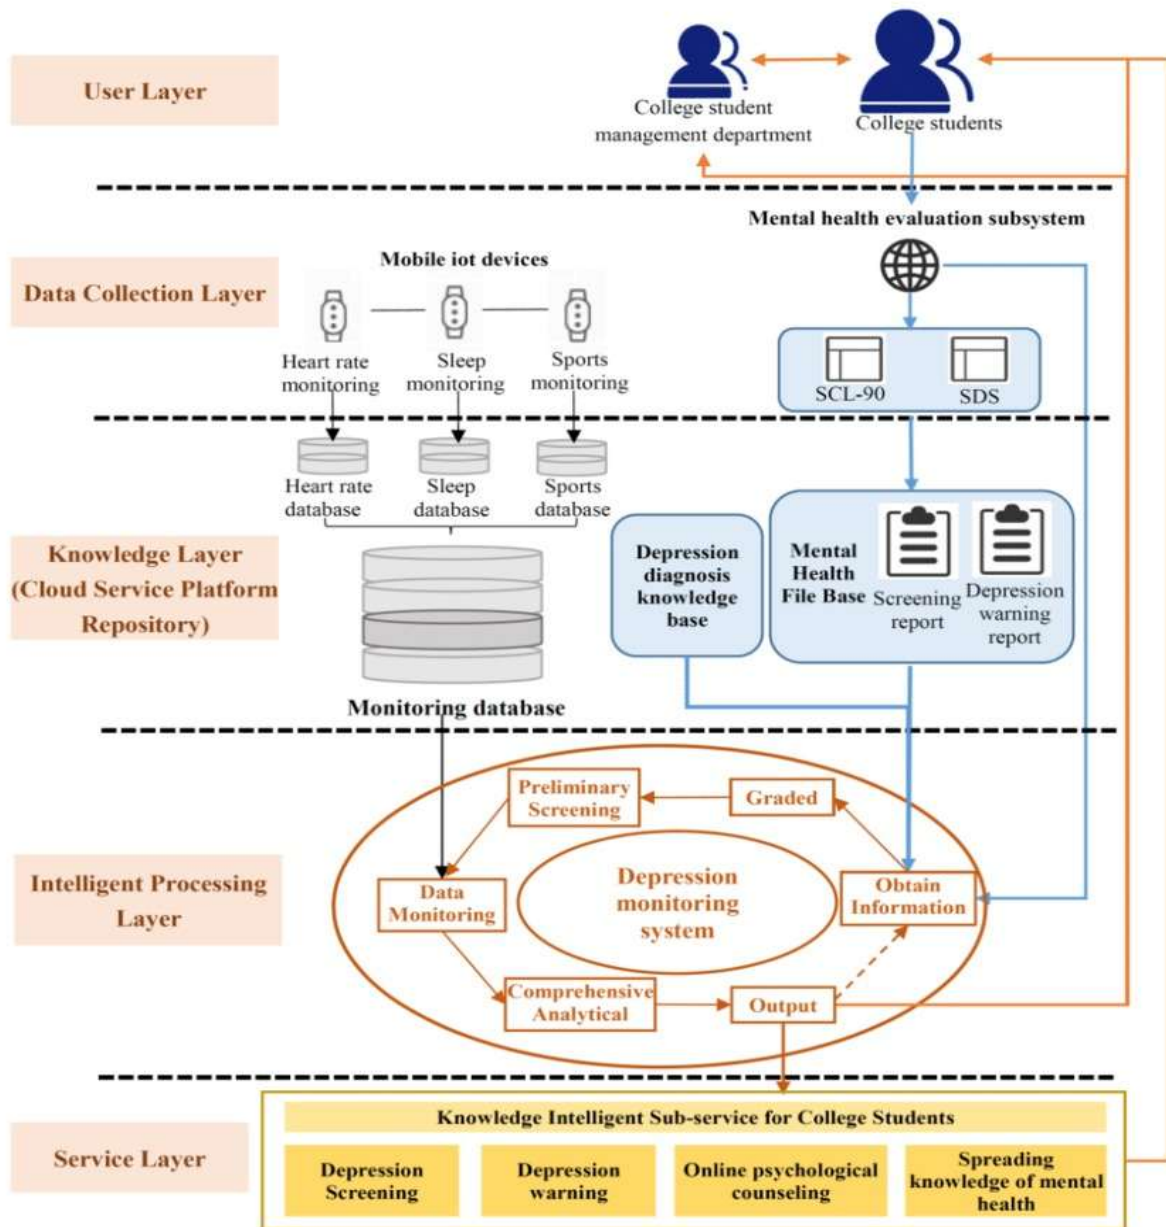 User Layer
College student
management department
College students
Mental health evaluation subsystem
Data Collection Layer
Mobile iot devices
Heart rate
monitoring
Sleep
monitoring
Sports
monitoring
SCL-90
SDS
Knowledge Layer
(Cloud Service Platform
Repository)
Heart rate
database
Sleep
database
Sports
database
Monitoring database
Depression
diagnosis
knowledge
base
Mental
Health
File Base
Screening
report
Depression
warning
report
Intelligent Processing
Layer
Preliminary
Screening
Graded
Data
Monitoring
Depression
monitoring
system
Obtain
Information
Comprehensive
Analytical
Output
Service Layer
Knowledge Intelligent Sub-service for College Students
Depression
Screening
Depression
warning
Online psychological
counseling
Spreading
knowledge of mental
health